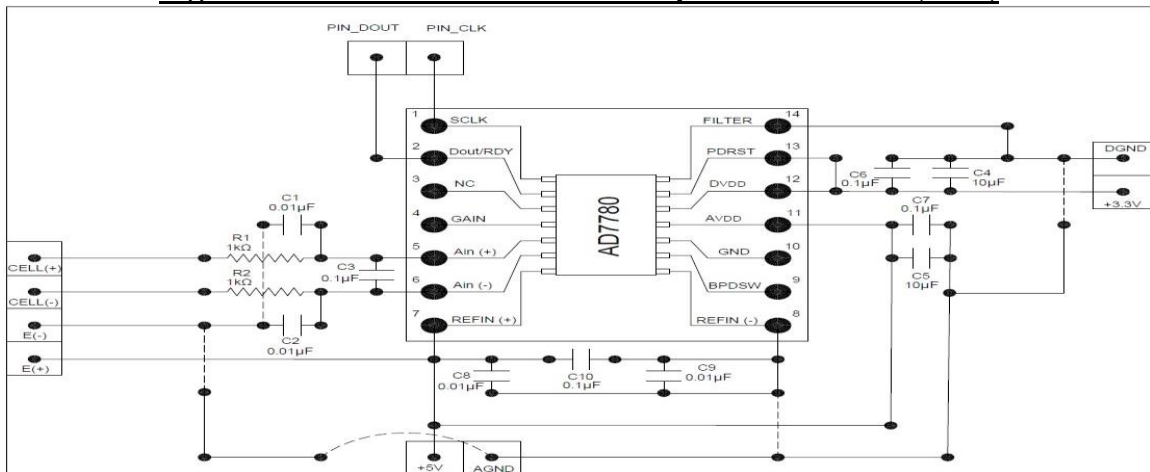 PIN_DOUT PIN_CLK
1 SCLK
2 Dout/RDY
3 NC
4 GAIN
5 Ain (+)
6 Ain (-)
7 REFIN (+)
AD7780
FILTER 14
PDRST 13
DVDD 12
AVDD 11
GND 10
BPDSW 9
REFIN (-) 8
C1
0.01µF
R1
1kΩ
R2
1kΩ
C3
0.1µF
C2
0.01µF
CELL(+)
CELL(-)
E(-)
E(+)
C6
0.1µF
C4
10µF
C7
0.1µF
C5
10µF
DGND
+3.3V
C8
0.01µF
C10
0.1µF
C9
0.01µF
+5V
AGND